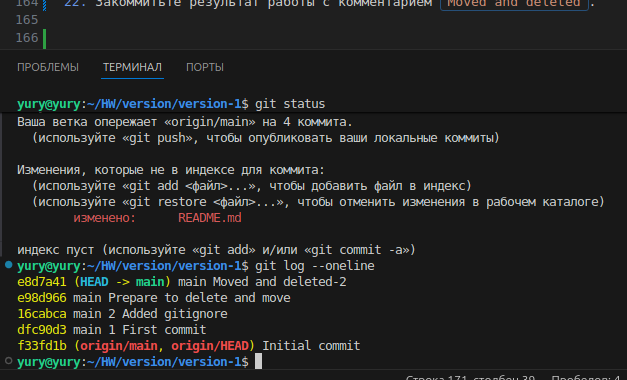 164 22. Закоммитьте результат работы с комментарием Moved and deleted.
165
166
ПРОБЛЕМЫ ТЕРМИНАЛ ПОРТЫ
yury@yury:~/HW/version/version-1$ git status
Ваша ветка опережает «origin/main» на 4 коммита.
(используйте «git push», чтобы опубликовать ваши локальные коммиты)
Изменения, которые не в индексе для коммита:
(используйте «git add <файл>...», чтобы добавить файл в индекс)
(используйте «git restore <файл>...», чтобы отменить изменения в рабочем каталоге)
изменено: README.md
индекс пуст (используйте «git add» и/или «git commit -a»)
yury@yury:~/HW/version/version-1$ git log --oneline
e8d7a41 (HEAD -> main) main Moved and deleted-2
e98d966 main Prepare to delete and move
16cabca main 2 Added gitignore
dfc90d3 main 1 First commit
f33fd1b (origin/main, origin/HEAD) Initial commit
yury@yury:~/HW/version/version-1$
Строка 171, столбец 39 Пробелов: 4